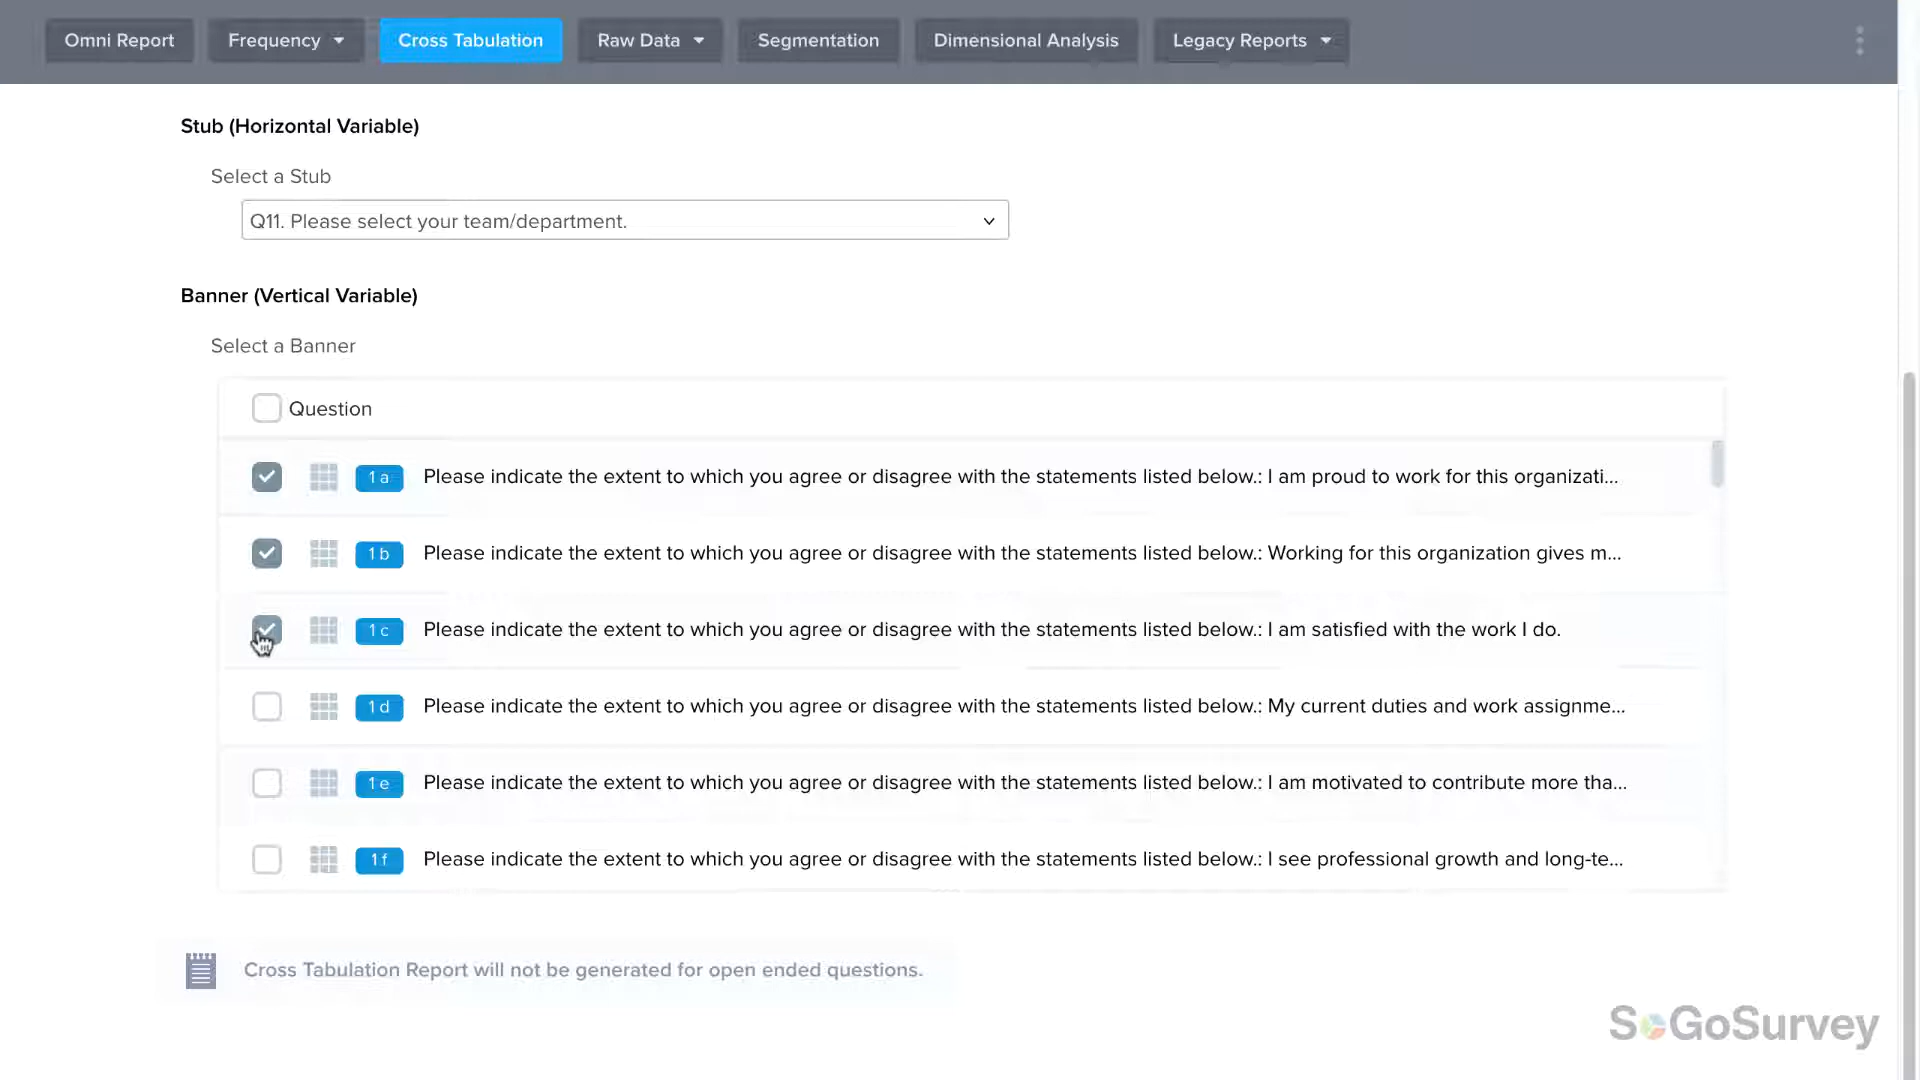 Omni Report
Frequency
Cross Tabulation
Raw Data
Segmentation
Dimensional Analysis
Legacy Reports
Stub (Horizontal Variable)
Select a Stub
Q11. Please select your team/department.
Banner (Vertical Variable)
Select a Banner
Question
1 a Please indicate the extent to which you agree or disagree with the statements listed below.: I am proud to work for this organizati...
1 b Please indicate the extent to which you agree or disagree with the statements listed below.: Working for this organization gives m...
1 c Please indicate the extent to which you agree or disagree with the statements listed below.: I am satisfied with the work I do.
1 d Please indicate the extent to which you agree or disagree with the statements listed below.: My current duties and work assignme...
1 e Please indicate the extent to which you agree or disagree with the statements listed below.: I am motivated to contribute more tha...
1 f Please indicate the extent to which you agree or disagree with the statements listed below.: I see professional growth and long-te...
Cross Tabulation Report will not be generated for open ended questions.
SoGoSurvey